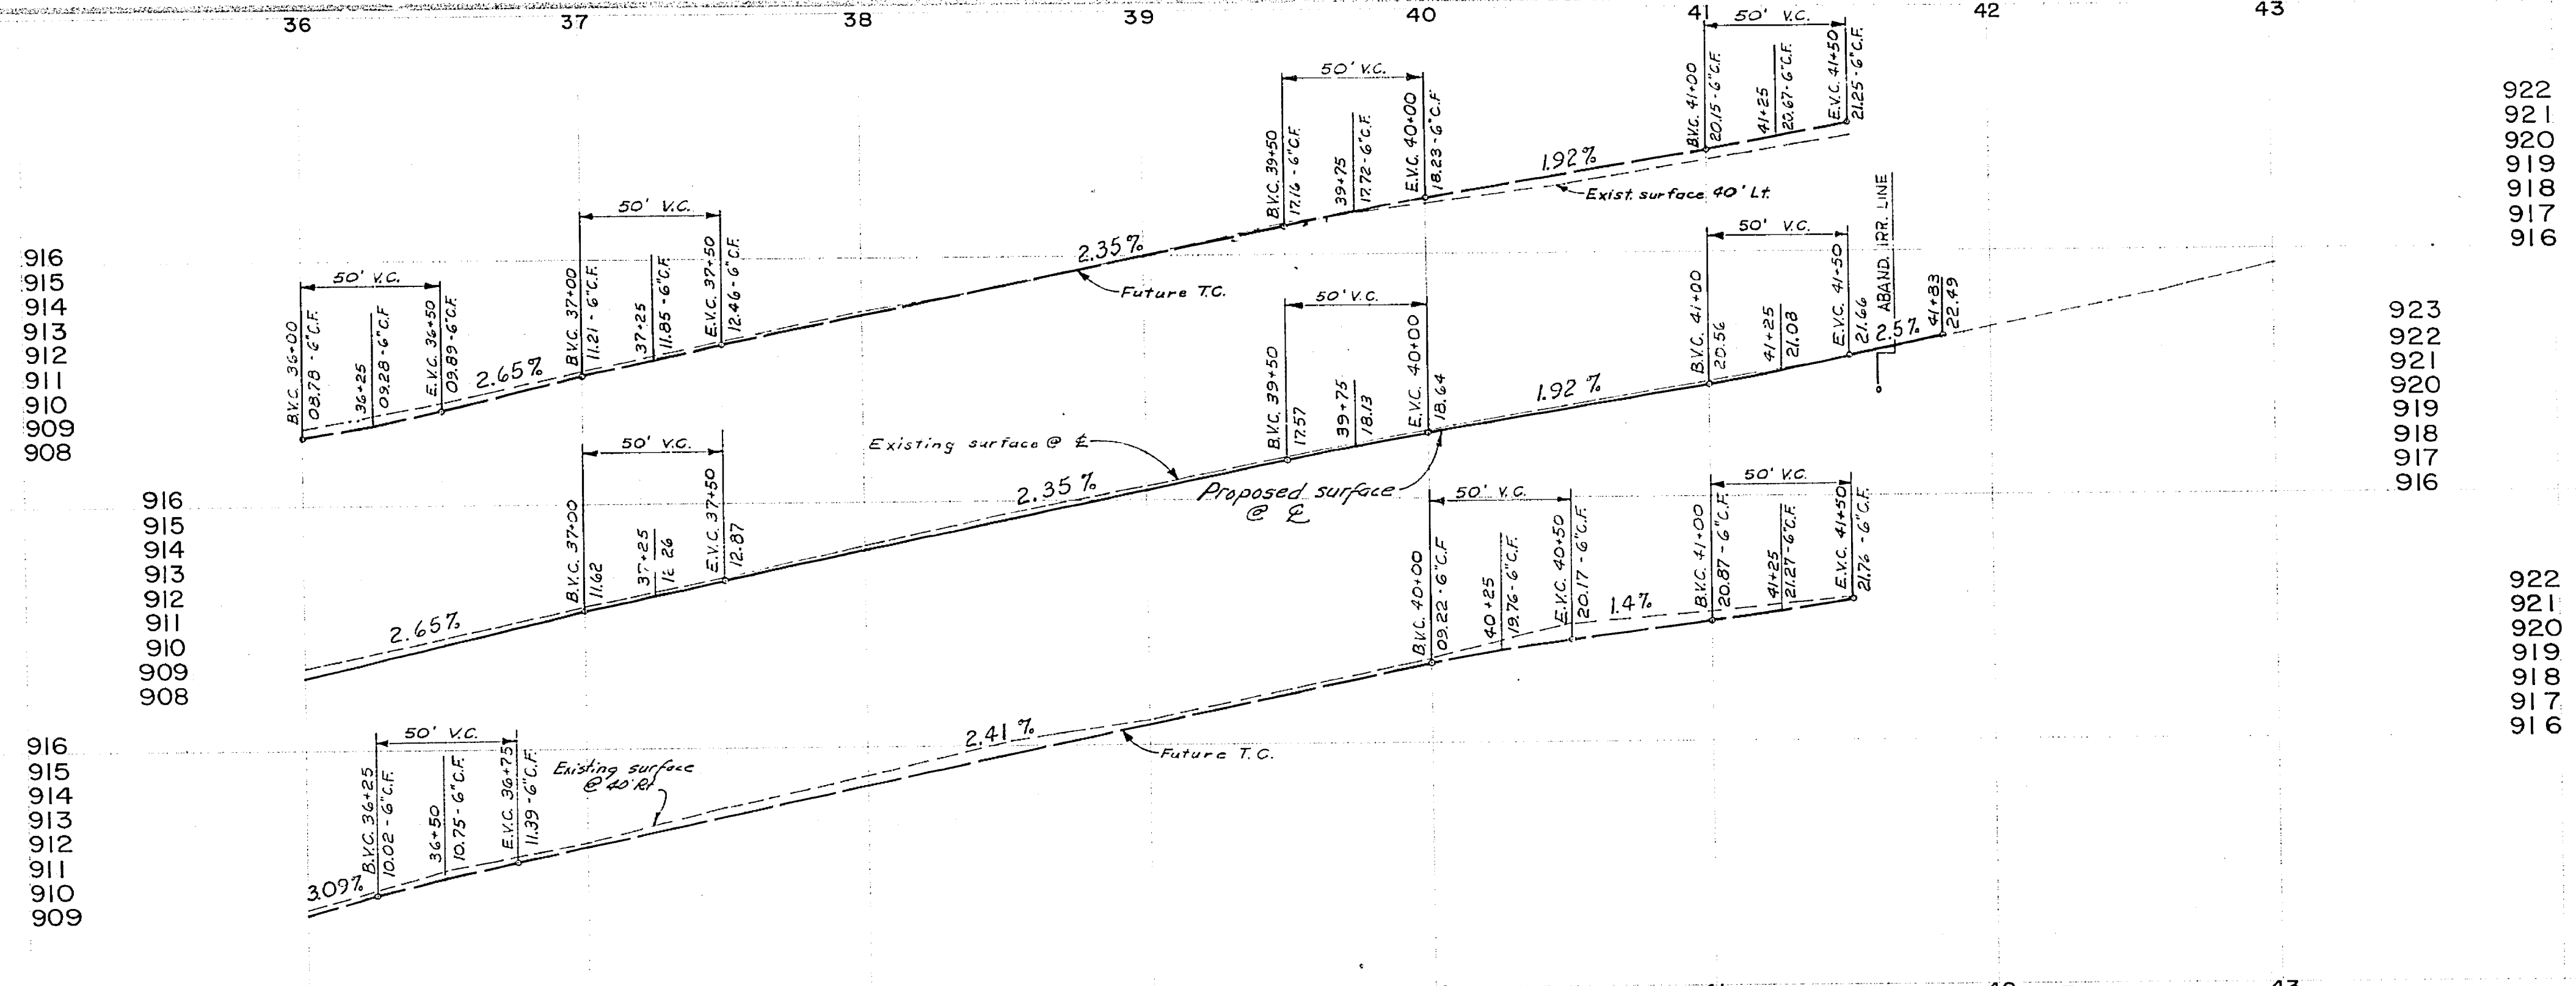 36 37 38 39 40 41 42 43
50' V.C.
B.V.C. 41+00
20.15 - 6"C.F.
41+25
20.67 - 6"C.F.
E.V.C. 41+50
21.25 - 6"C.F.
50' V.C.
B.V.C. 39+50
17.16 - 6"C.F.
39+75
17.72 - 6"C.F.
E.V.C. 40+00
18.23 - 6"C.F
1.92%
Exist. surface 40' Lt.
922
921
920
919
918
917
916
50' V.C.
B.V.C. 37+00
11.21 - 6"C.F.
37+25
11.85 - 6"C.F.
E.V.C. 37+50
12.46 - 6"C.F.
2.35%
Future T.C.
916
915
914
913
912
911
910
909
908
50' V.C.
B.V.C. 36+00
08.78 - 6"C.F.
36+25
09.28 - 6"C.F
E.V.C. 36+50
09.89 - 6"C.F.
2.65%
50' V.C.
B.V.C. 41+00
20.56
41+25
21.08
E.V.C. 41+50
21.66
ABAND. IRR. LINE
2.5%
41+83
22.49
50' V.C.
B.V.C. 39+50
17.57
39+75
18.13
E.V.C. 40+00
18.64
1.92%
923
922
921
920
919
918
917
916
Existing surface @ ℄
2.35%
Proposed surface
@ ℄
50' V.C.
B.V.C. 37+00
11.62
37+25
26
E.V.C. 37+50
12.87
2.65%
916
915
914
913
912
911
910
909
908
50' V.C.
B.V.C. 40+00
09.22 - 6"C.F
40+25
19.76 - 6"C.F.
E.V.C. 40+50
20.17 - 6"C.F.
1.4%
50' V.C.
B.V.C. 41+00
20.87 - 6"C.F.
41+25
21.27 - 6"C.F.
E.V.C. 41+50
21.76 - 6"C.F.
922
921
920
919
918
917
916
2.41%
Future T.C.
Existing surface
@ 40' Rt
50' V.C.
B.V.C. 36+25
10.02 - 6"C.F.
36+50
10.75 - 6"C.F.
E.V.C. 36+75
11.39 - 6"C.F.
3.09%
916
915
914
913
912
911
910
909